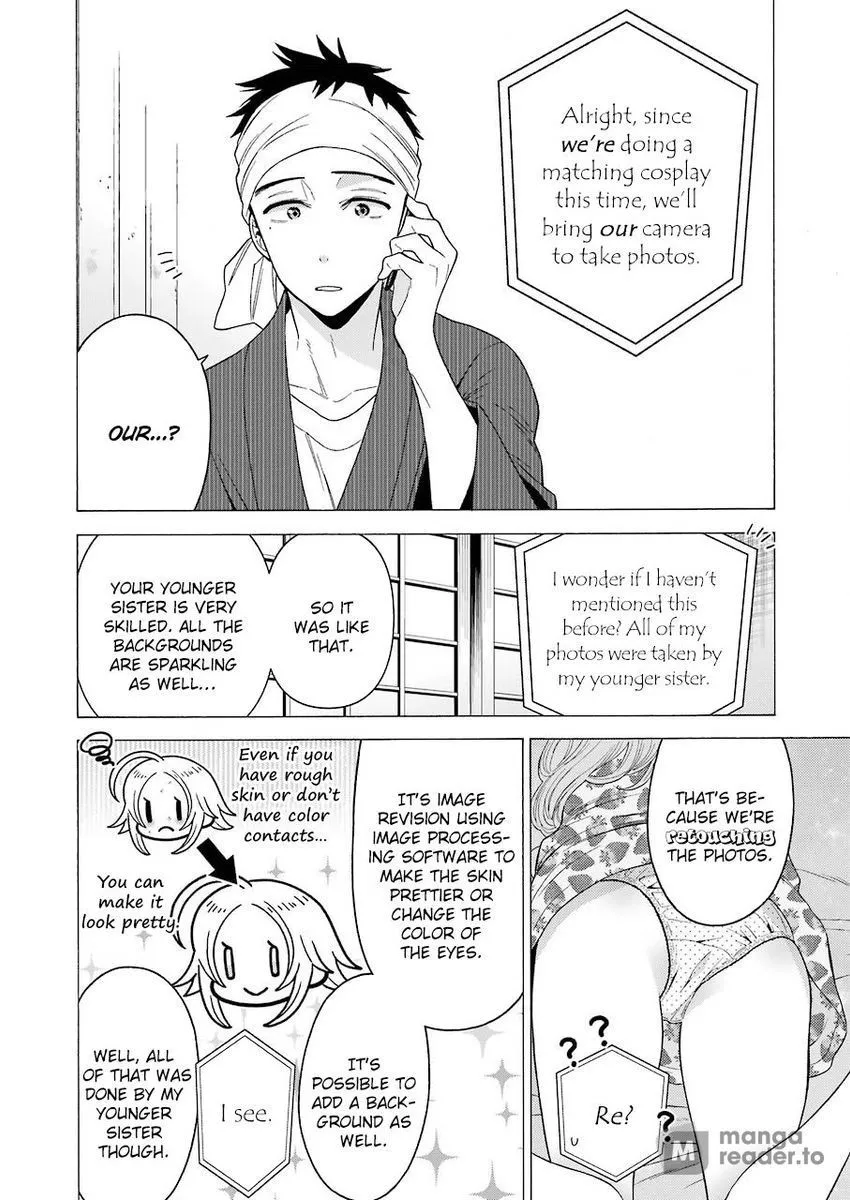 Alright, since
we're doing a
matching cosplay
this time, we'll
bring our camera
to take photos.
OUR...?
I wonder if I haven't
mentioned this
before? All of my
photos were taken by
my younger sister.
SO IT
WAS LIKE
THAT.
YOUR YOUNGER
SISTER IS VERY
SKILLED. ALL THE
BACKGROUNDS
ARE SPARKLING
AS WELL...
THAT'S BE-
CAUSE WE'RE
retouching
THE PHOTOS.
Re?
? ? ?
IT'S IMAGE
REVISION USING
IMAGE PROCESS-
ING SOFTWARE TO
MAKE THE SKIN
PRETTIER OR
CHANGE THE
COLOR OF
THE EYES.
Even if you
have rough
skin or don't
have color
contacts...
You can
make it
look pretty!
IT'S
POSSIBLE TO
ADD A BACK-
GROUND AS
WELL.
I see.
WELL, ALL
OF THAT WAS
DONE BY MY
YOUNGER
SISTER THOUGH.
M manga
reader.to